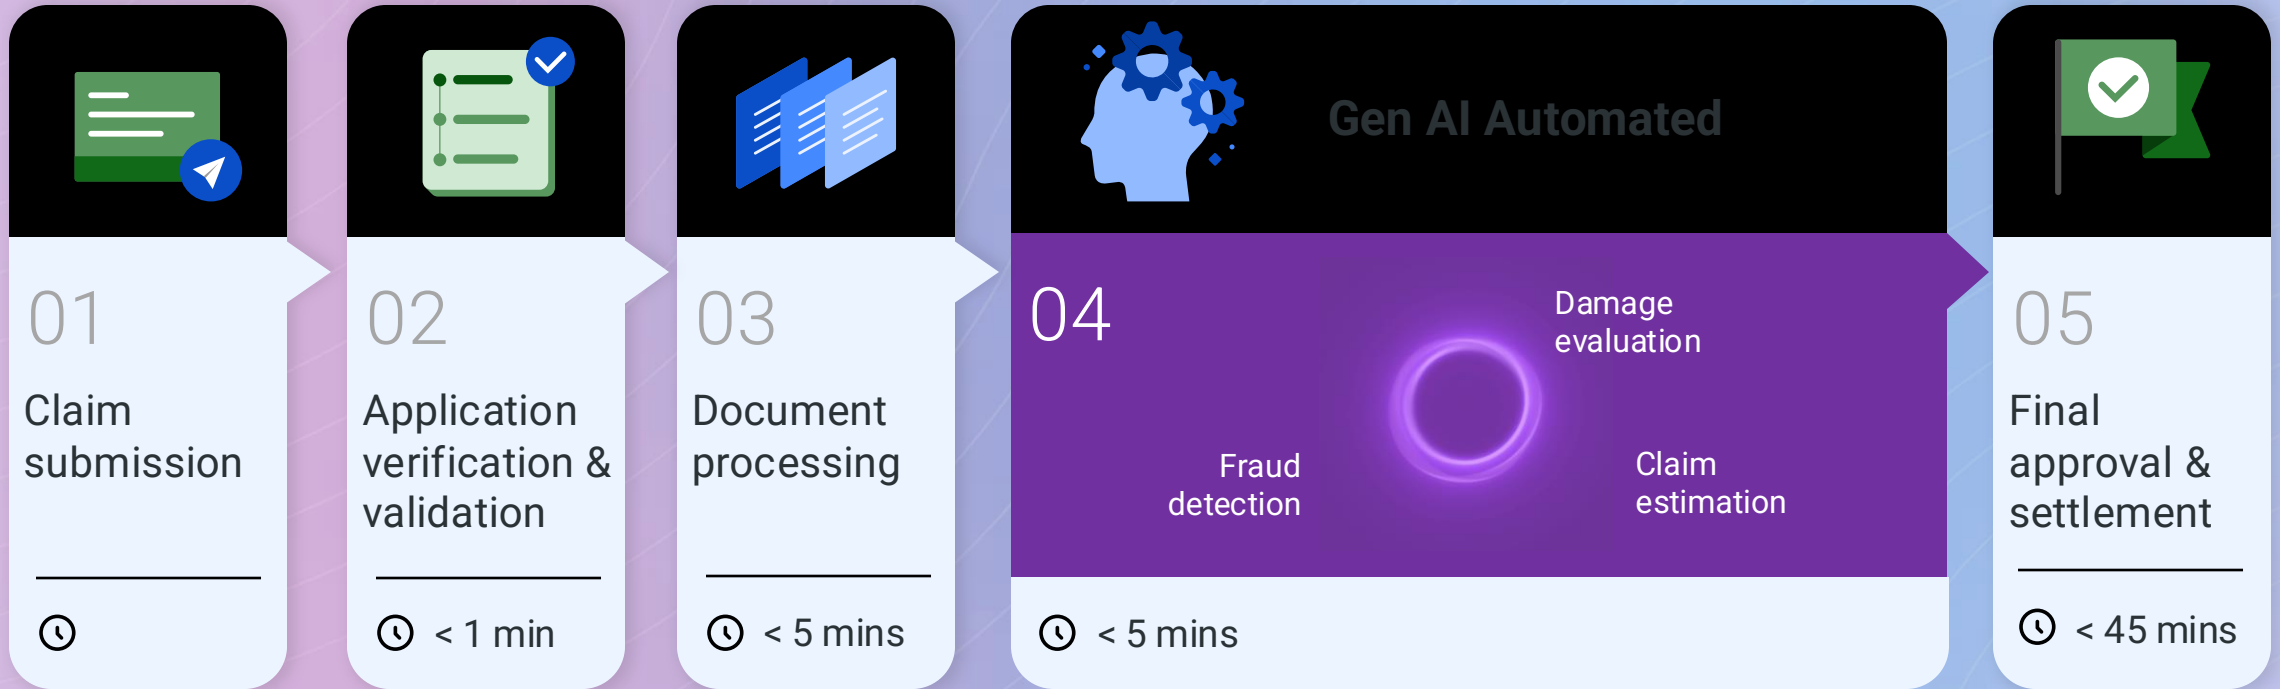 01
Claim
submission
02
Application
verification &
validation
< 1 min
03
Document
processing
< 5 mins
Gen AI Automated
04
Damage
evaluation
Fraud
detection
Claim
estimation
< 5 mins
05
Final
approval &
settlement
< 45 mins